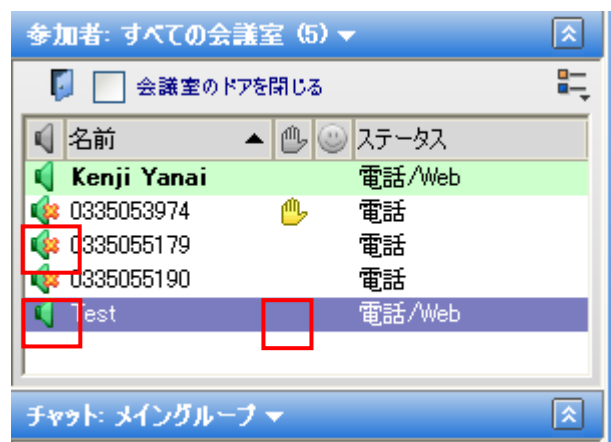 参加者: すべての会議室 (5)
会議室のドアを閉じる
名前 ステータス
Kenji Yanai 電話/Web
0335053974 電話
0335055179 電話
0335055190 電話
Test 電話/Web
チャット: メイングループ